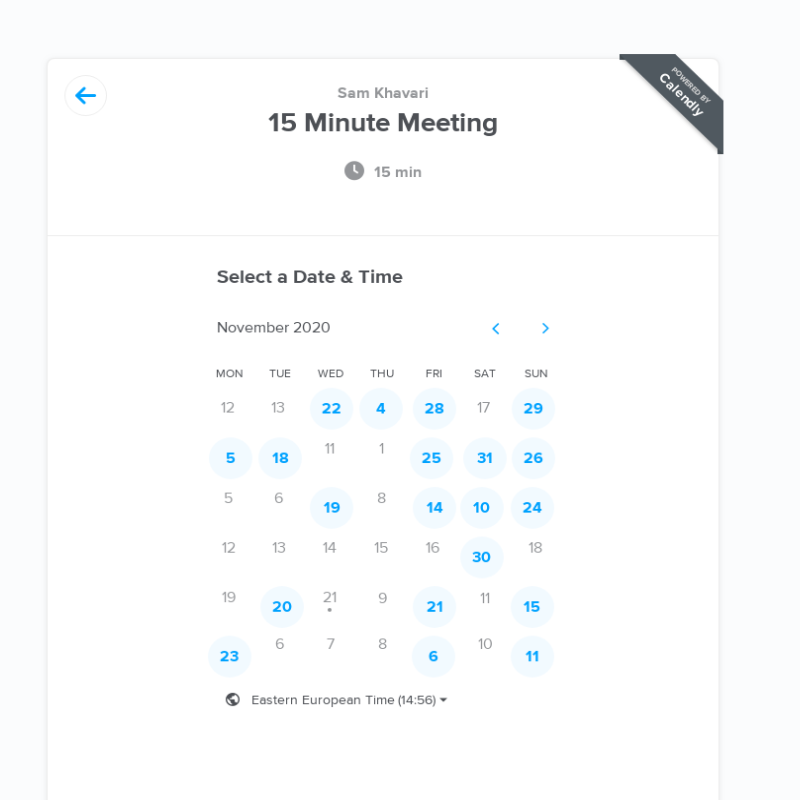 POWERED BY
Calendly
Sam Khavari
15 Minute Meeting
15 min
Select a Date & Time
November 2020
MON TUE WED THU FRI SAT SUN
12 13 22 4 28 17 29
5 18 11 1 25 31 26
5 6 19 8 14 10 24
12 13 14 15 16 30 18
19 20 21 9 21 11 15
23 6 7 8 6 10 11
Eastern European Time (14:56)